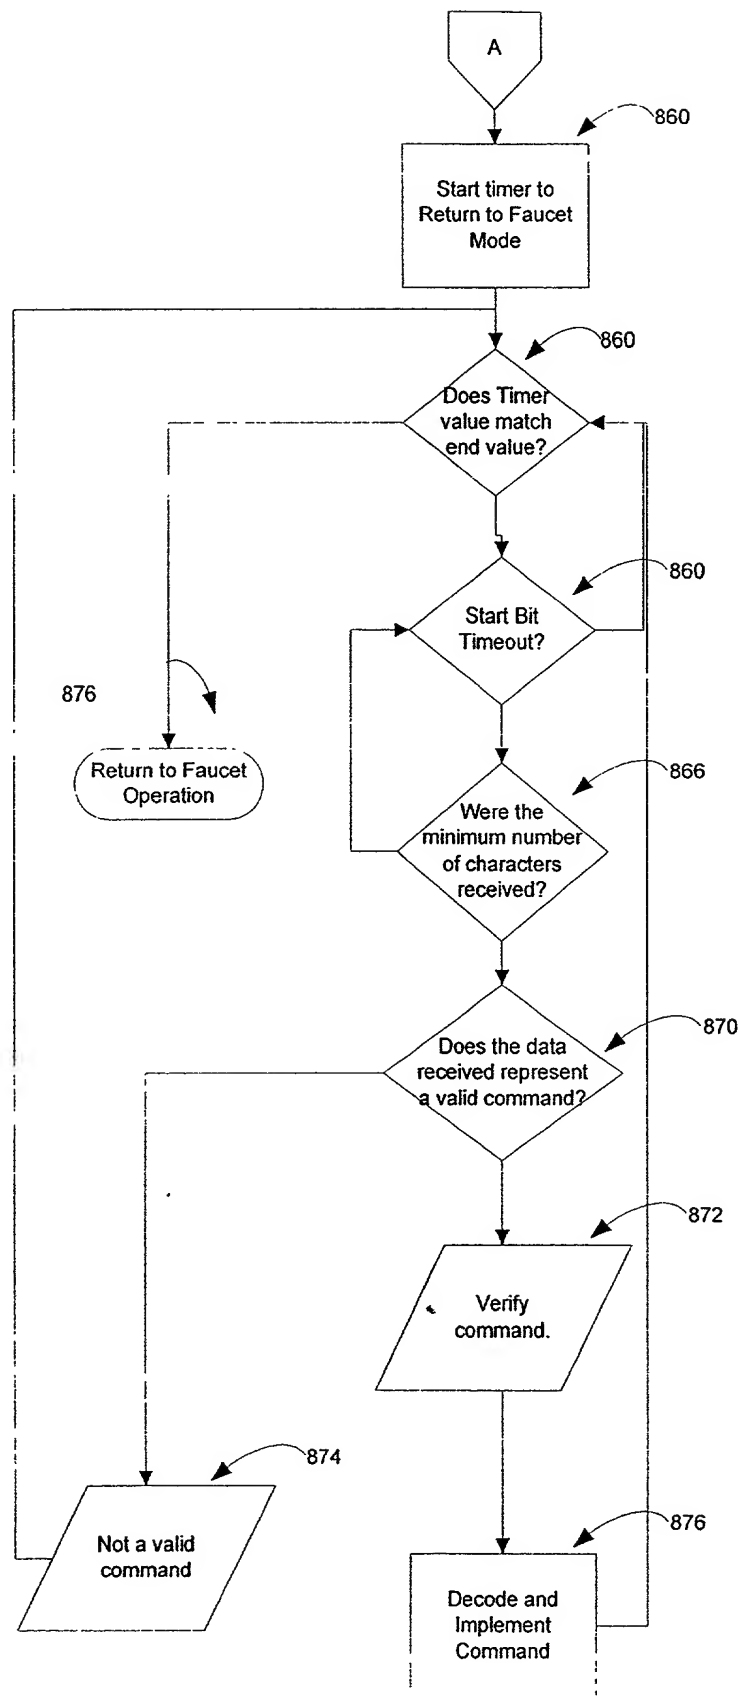 A
860
Start timer to
Return to Faucet
Mode
860
Does Timer
value match
end value?
860
Start Bit
Timeout?
876
Return to Faucet
Operation
866
Were the
minimum number
of characters
received?
870
Does the data
received represent
a valid command?
872
Verify
command.
874
Not a valid
command
876
Decode and
Implement
Command